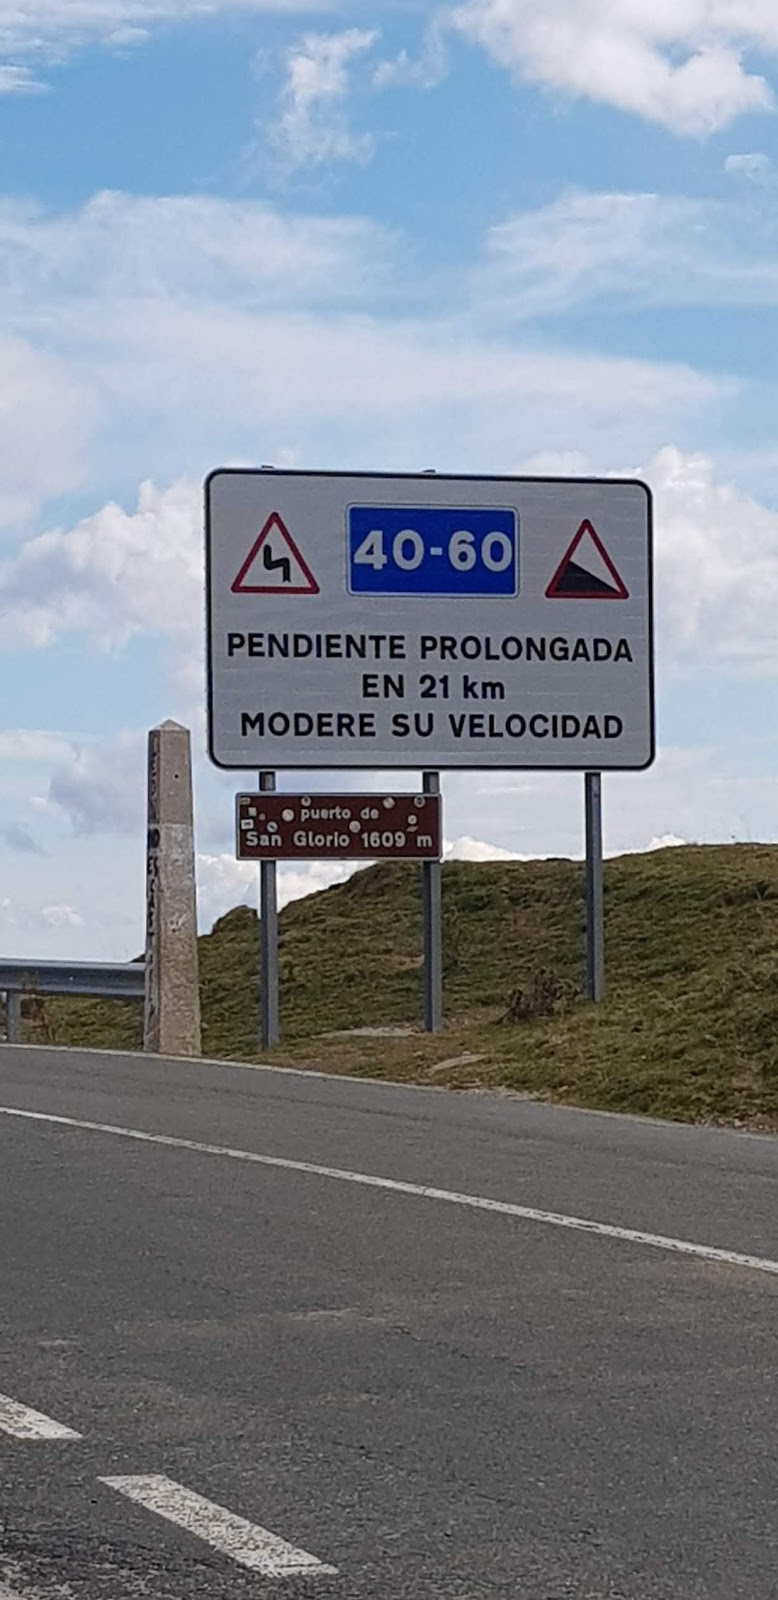 40-60
PENDIENTE PROLONGADA
EN 21 km
MODERE SU VELOCIDAD
puerto de
San Glorio 1609 m